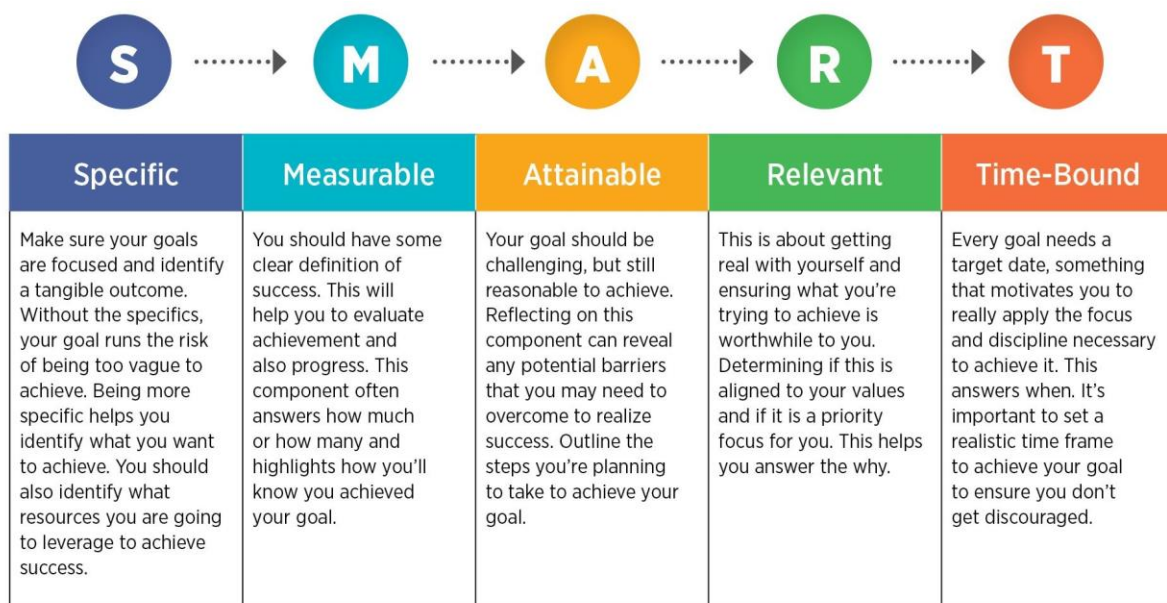 S
M
A
R
T
Specific
Measurable
Attainable
Relevant
Time-Bound
Make sure your goals
are focused and identify
a tangible outcome.
Without the specifics,
your goal runs the risk
of being too vague to
achieve. Being more
specific helps you
identify what you want
to achieve. You should
also identify what
resources you are going
to leverage to achieve
success.
You should have some
clear definition of
success. This will
help you to evaluate
achievement and
also progress. This
component often
answers how much
or how many and
highlights how you'll
know you achieved
your goal.
Your goal should be
challenging, but still
reasonable to achieve.
Reflecting on this
component can reveal
any potential barriers
that you may need to
overcome to realize
success. Outline the
steps you're planning
to take to achieve your
goal.
This is about getting
real with yourself and
ensuring what you're
trying to achieve is
worthwhile to you.
Determining if this is
aligned to your values
and if it is a priority
focus for you. This helps
you answer the why.
Every goal needs a
target date, something
that motivates you to
really apply the focus
and discipline necessary
to achieve it. This
answers when. It's
important to set a
realistic time frame
to achieve your goal
to ensure you don't
get discouraged.